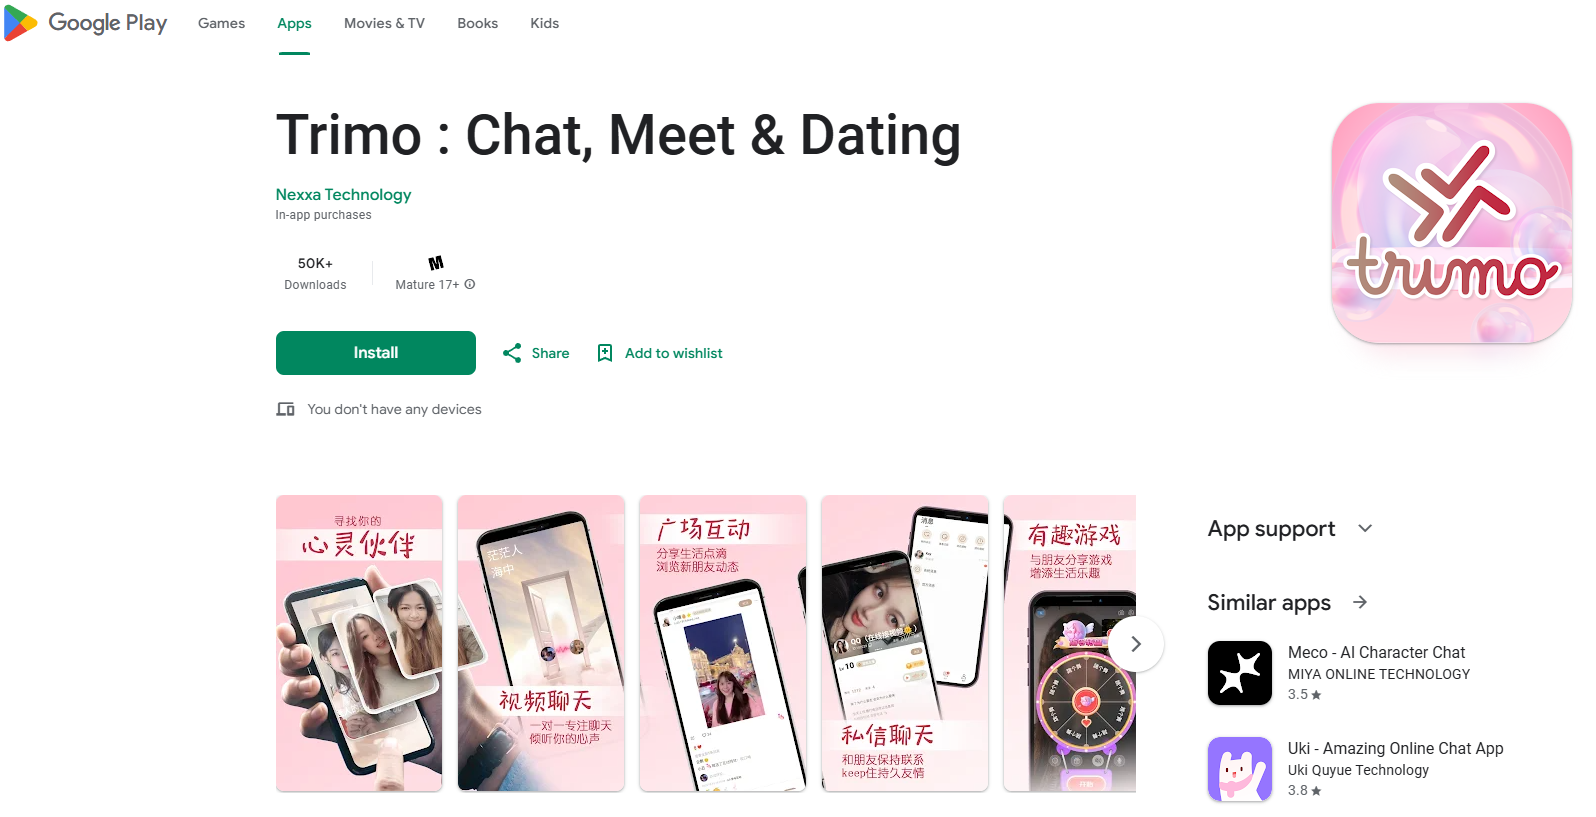 Google Play
Games
Apps
Movies & TV
Books
Kids
Trimo : Chat, Meet & Dating
Nexxa Technology
In-app purchases
50K+
Downloads
Mature 17+
Install
Share
Add to wishlist
You don't have any devices
trimo
寻找你的
心灵伙伴
茫茫人
海中
视频聊天
一对一专注聊天
倾听你的心声
广场互动
分享生活点滴
浏览新朋友动态
消息
Lv 10
私信聊天
和朋友保持联系
keep住持久友情
有趣游戏
与朋友分享游戏
增添生活乐趣
App support
Similar apps
Meco - AI Character Chat
MIYA ONLINE TECHNOLOGY
3.5
Uki - Amazing Online Chat App
Uki Quyue Technology
3.8